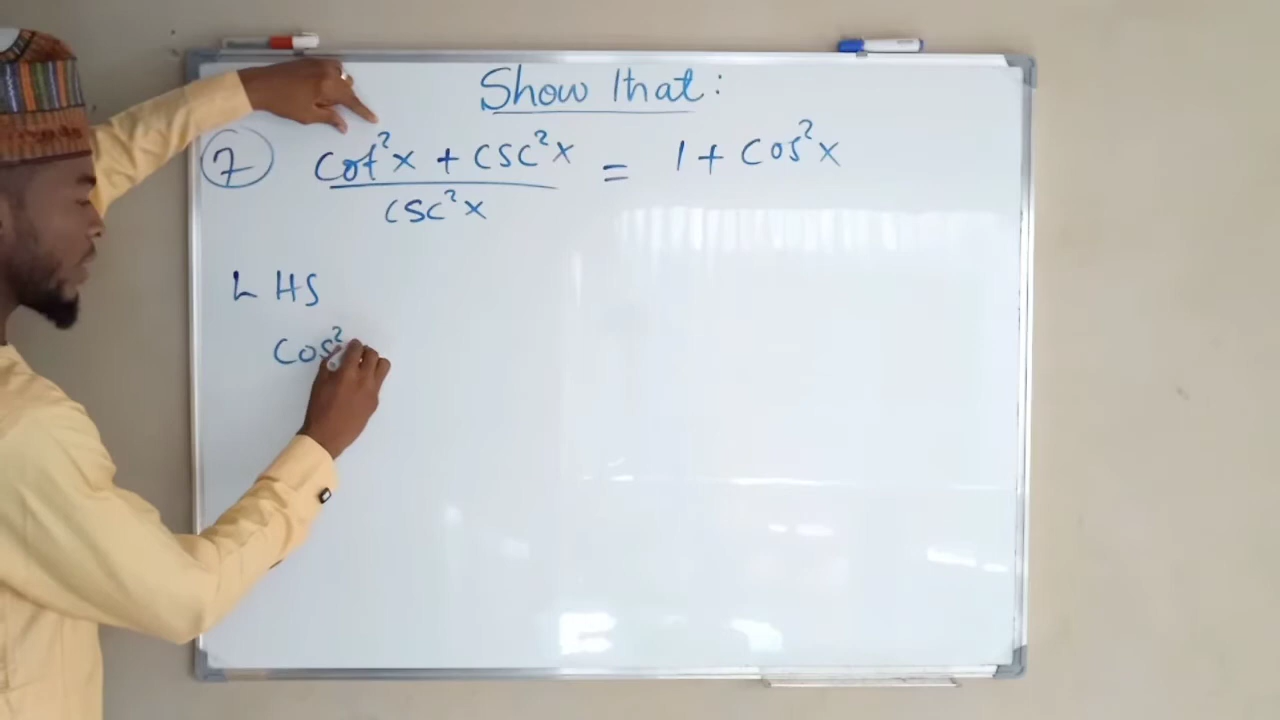 Show that:
7 cot²x + csc²x = 1 + cos²x
csc²x
LHS
cos²